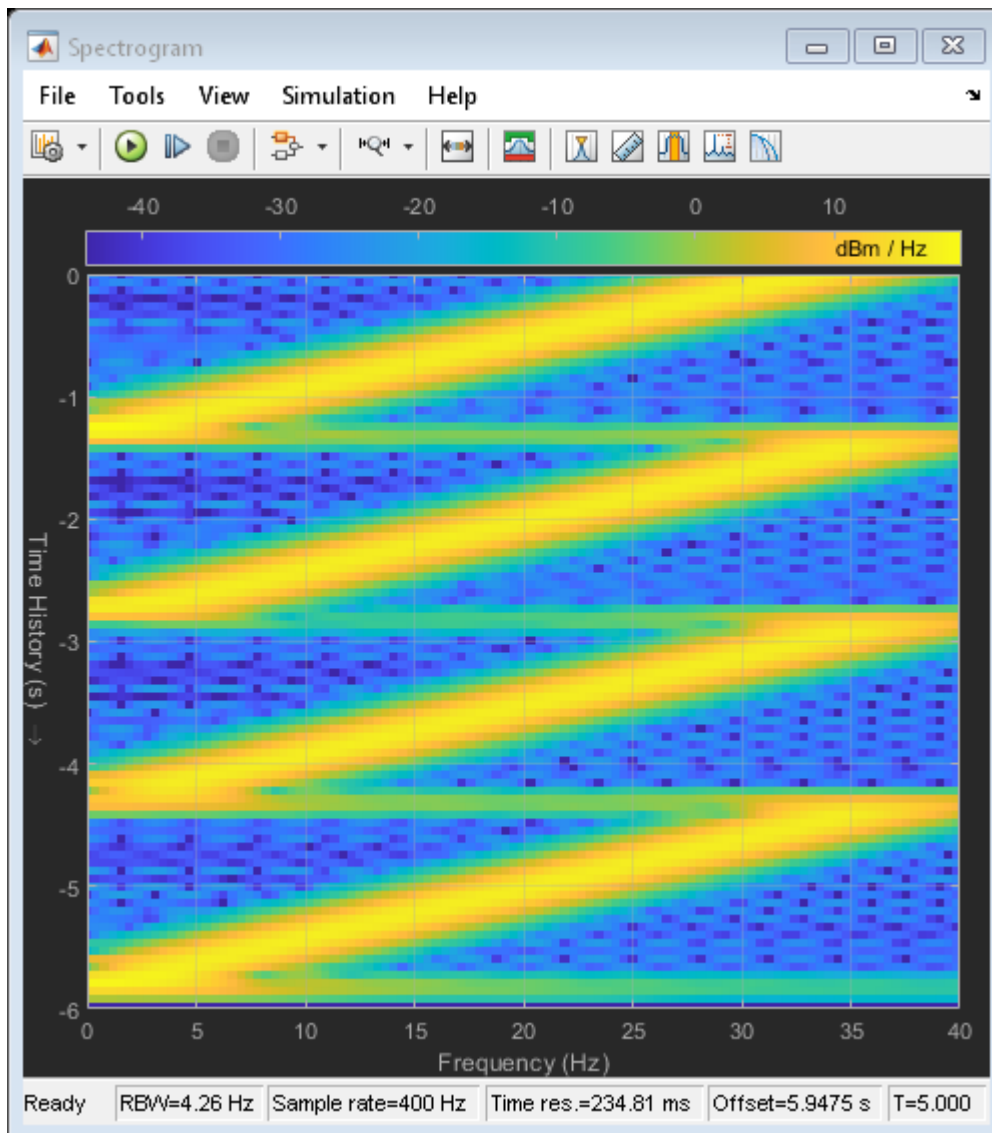 Spectrogram
File Tools View Simulation Help
-40 -30 -20 -10 0 10
dBm / Hz
0
-1
-2
-3
-4
-5
-6
Time History (s) →
0 5 10 15 20 25 30 35 40
Frequency (Hz)
Ready RBW=4.26 Hz Sample rate=400 Hz Time res.=234.81 ms Offset=5.9475 s T=5.000